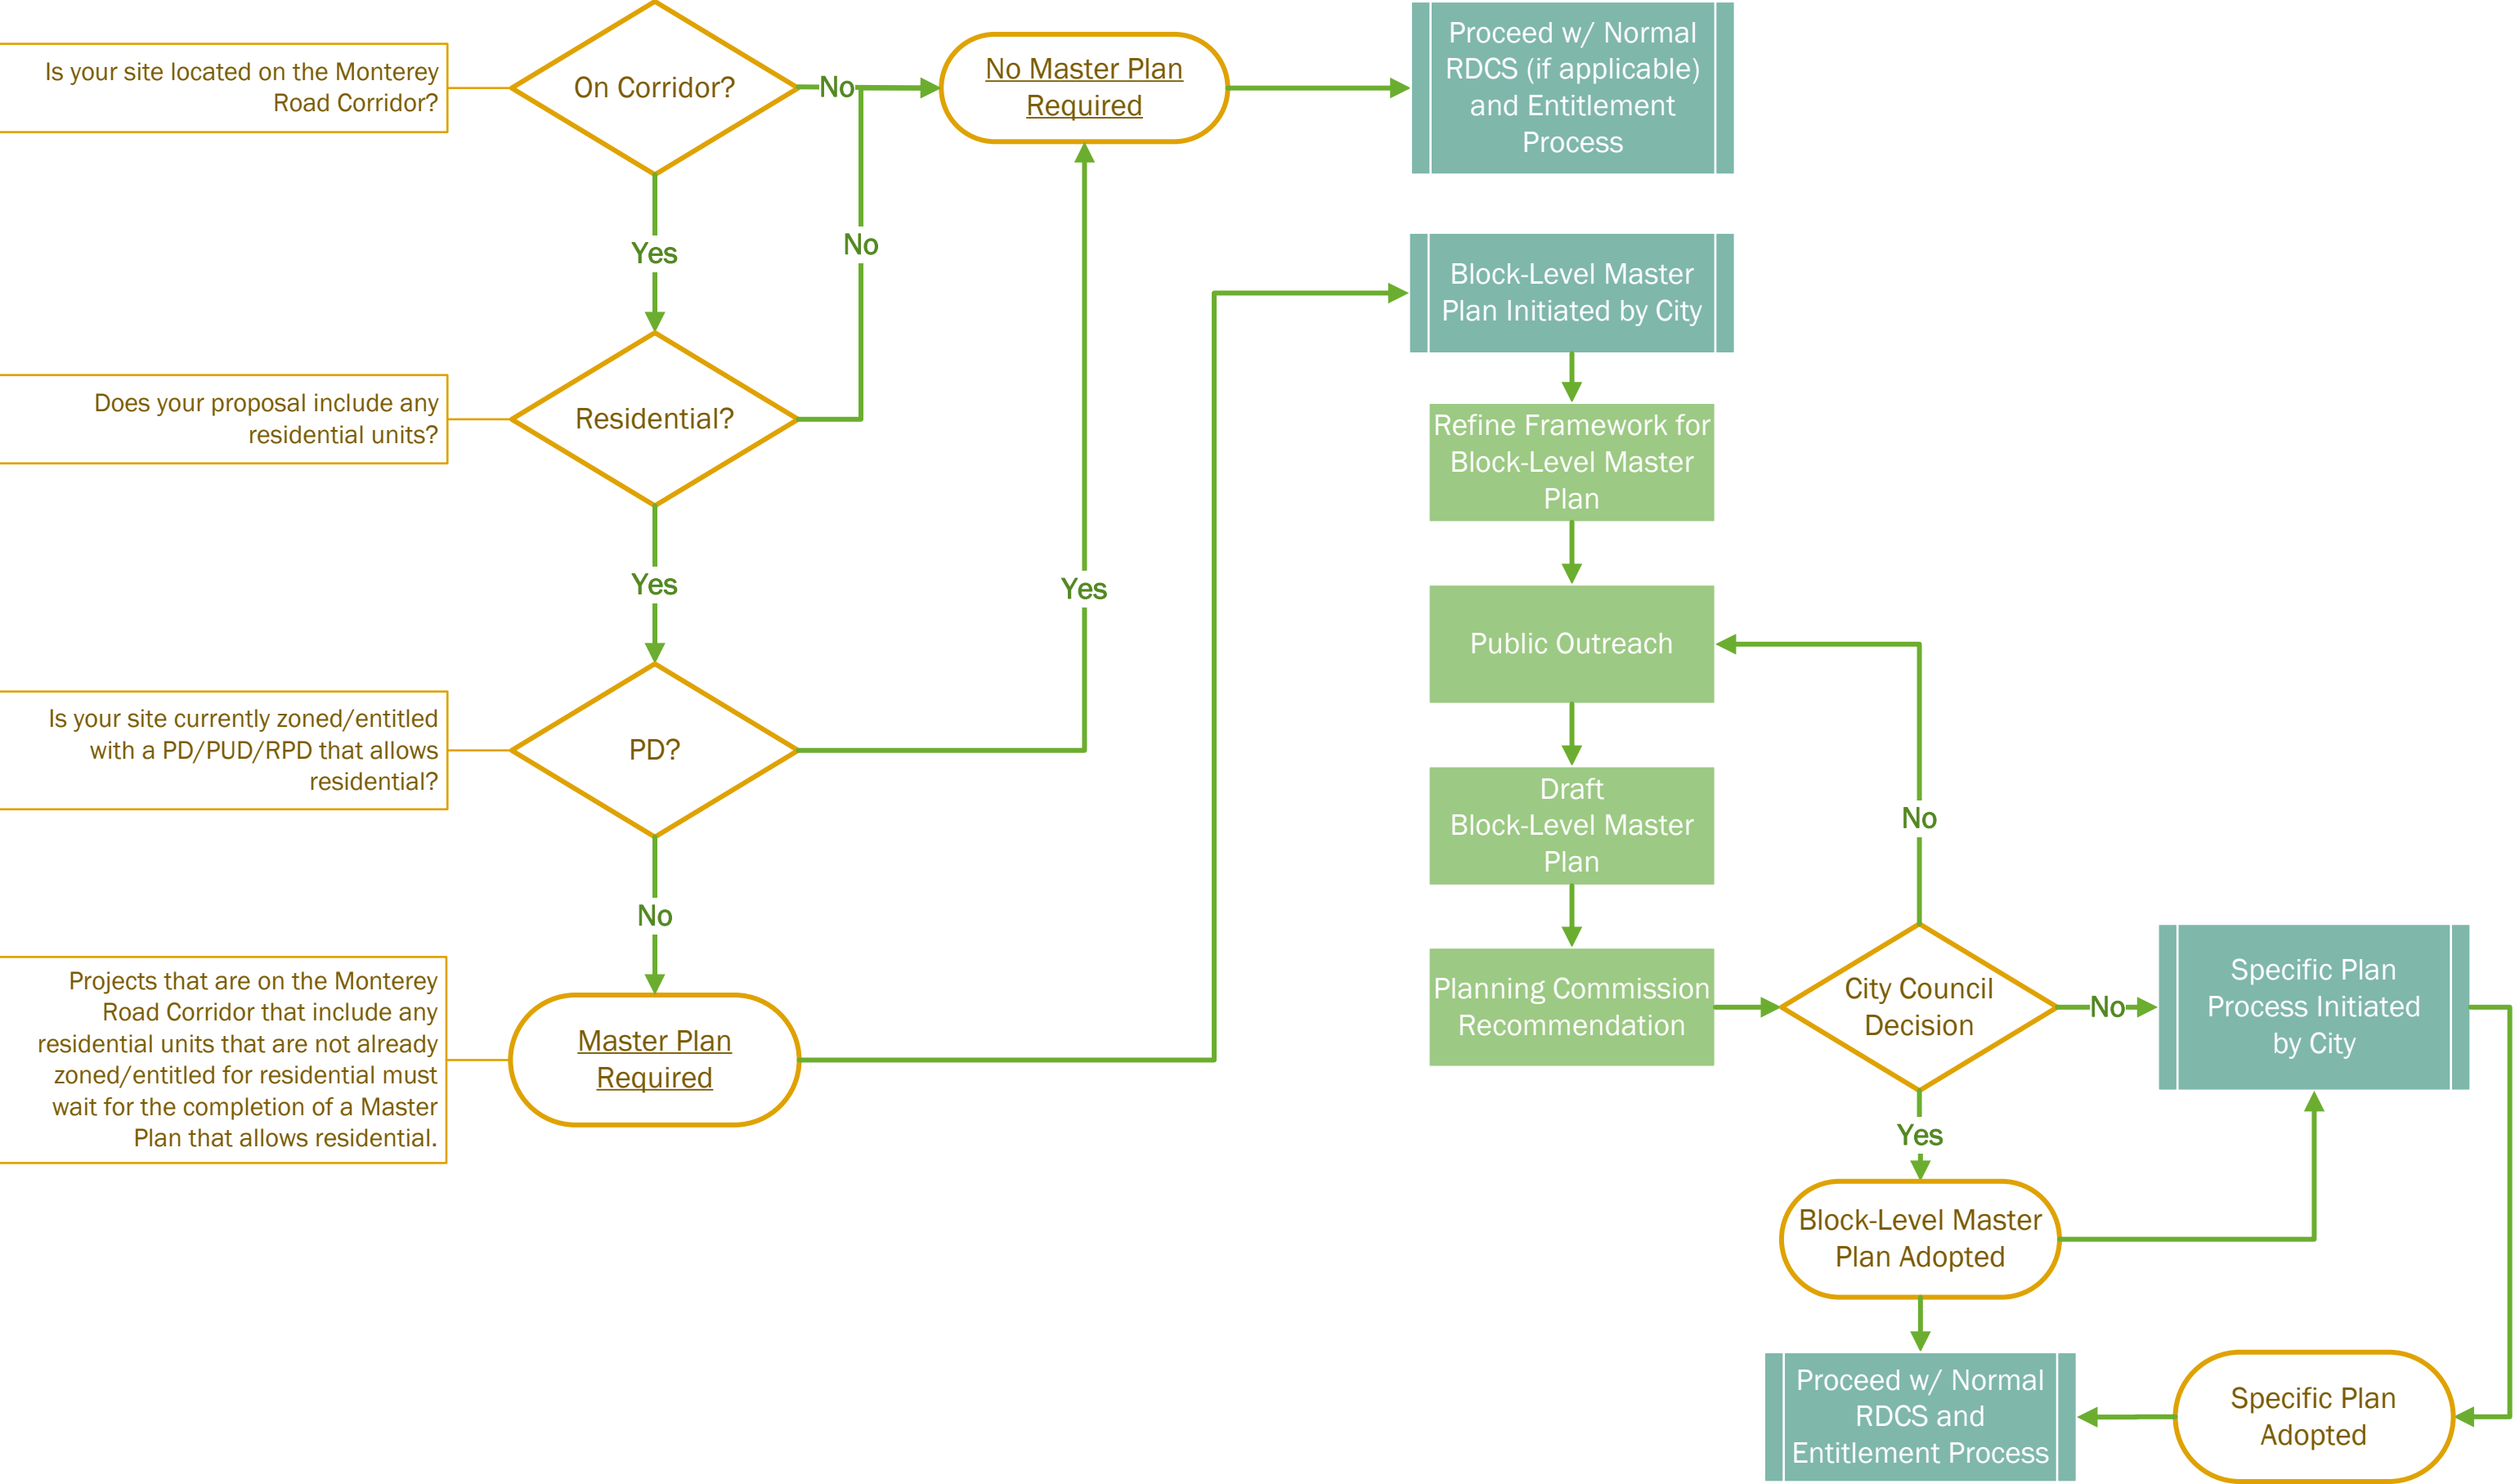 Is your site located on the Monterey
Road Corridor?
On Corridor?
No
No Master Plan
Required
Proceed w/ Normal
RDCS (if applicable)
and Entitlement
Process
Yes
No
Block-Level Master
Plan Initiated by City
Does your proposal include any
residential units?
Residential?
Refine Framework for
Block-Level Master
Plan
Yes
Yes
Public Outreach
Is your site currently zoned/entitled
with a PD/PUD/RPD that allows
residential?
PD?
Draft
Block-Level Master
Plan
No
No
Projects that are on the Monterey
Road Corridor that include any
residential units that are not already
zoned/entitled for residential must
wait for the completion of a Master
Plan that allows residential.
Master Plan
Required
Planning Commission
Recommendation
City Council
Decision
No
Specific Plan
Process Initiated
by City
Yes
Block-Level Master
Plan Adopted
Proceed w/ Normal
RDCS and
Entitlement Process
Specific Plan
Adopted